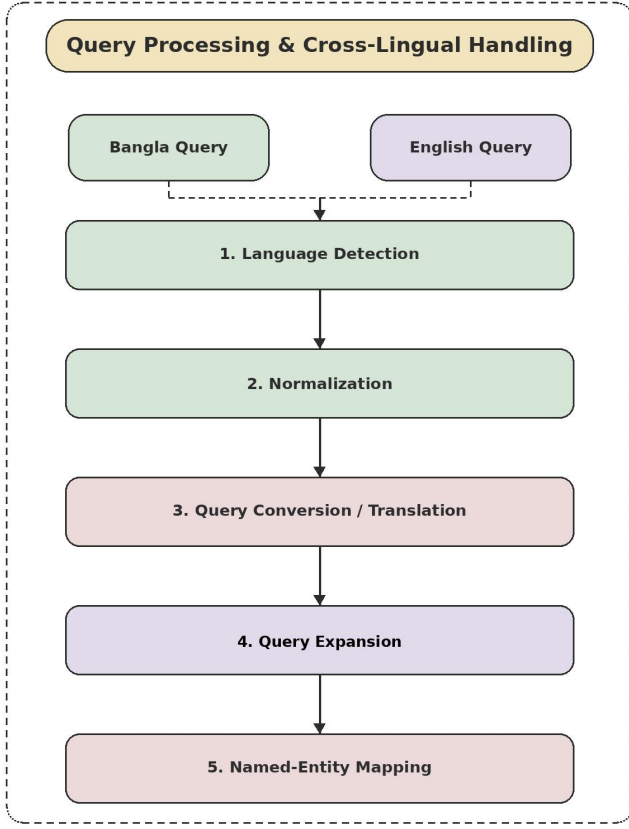 Query Processing & Cross-Lingual Handling
Bangla Query
English Query
1. Language Detection
2. Normalization
3. Query Conversion / Translation
4. Query Expansion
5. Named-Entity Mapping